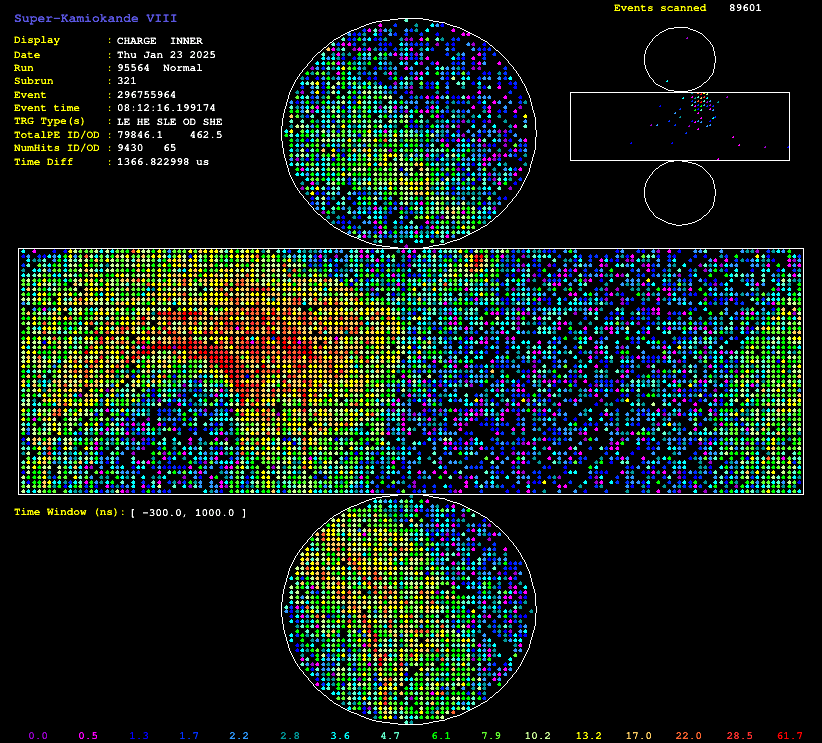 Super-Kamiokande VIII
Events scanned 89601
Display : CHARGE INNER
Date : Thu Jan 23 2025
Run : 95564 Normal
Subrun : 321
Event : 296755964
Event time : 08:12:16.199174
TRG Type(s) : LE HE SLE OD SHE
TotalPE ID/OD : 79846.1 462.5
NumHits ID/OD : 9430 65
Time Diff : 1366.822998 us
Time Window (ns): [ -300.0, 1000.0 ]
0.0 0.5 1.3 1.7 2.2 2.8 3.6 4.7 6.1 7.9 10.2 13.2 17.0 22.0 28.5 61.7